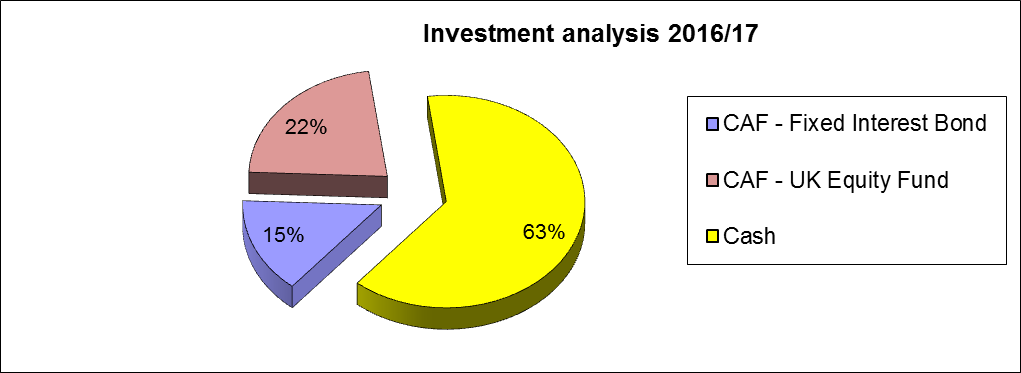 Investment analysis 2016/17
22%
15%
63%
CAF - Fixed Interest Bond
CAF - UK Equity Fund
Cash